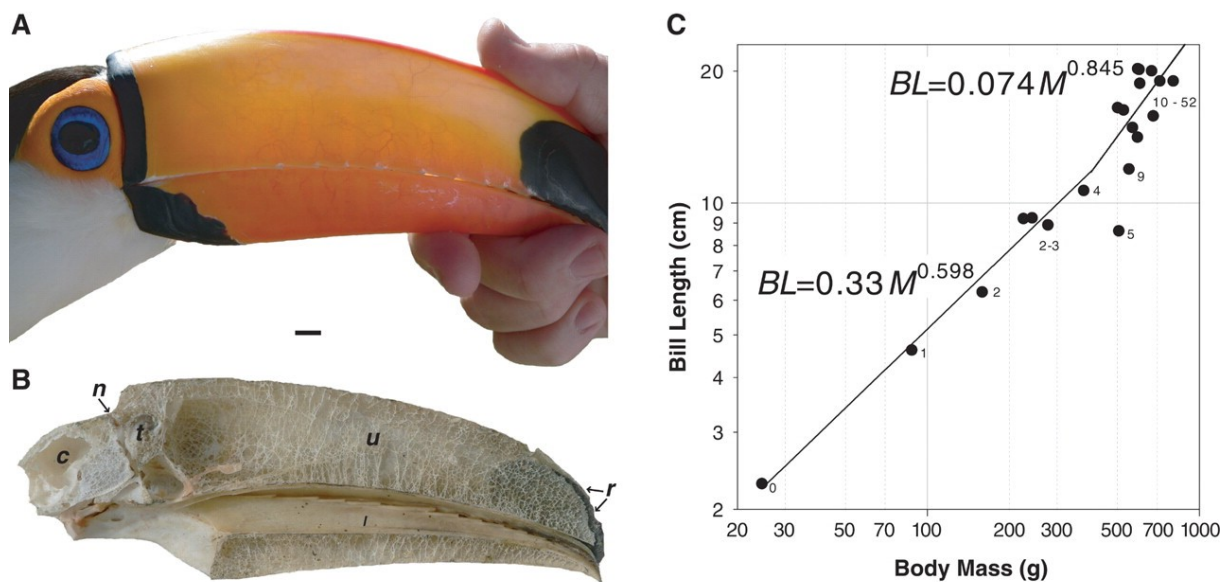 A
B
n
c
t
u
l
r
C
BL=0.074M^0.845
BL=0.33M^0.598
Bill Length (cm)
20
10
9
8
7
6
5
4
3
2
10 - 52
9
4
5
2-3
2
1
0
20 30 50 70 100 200 300 500 700 1000
Body Mass (g)